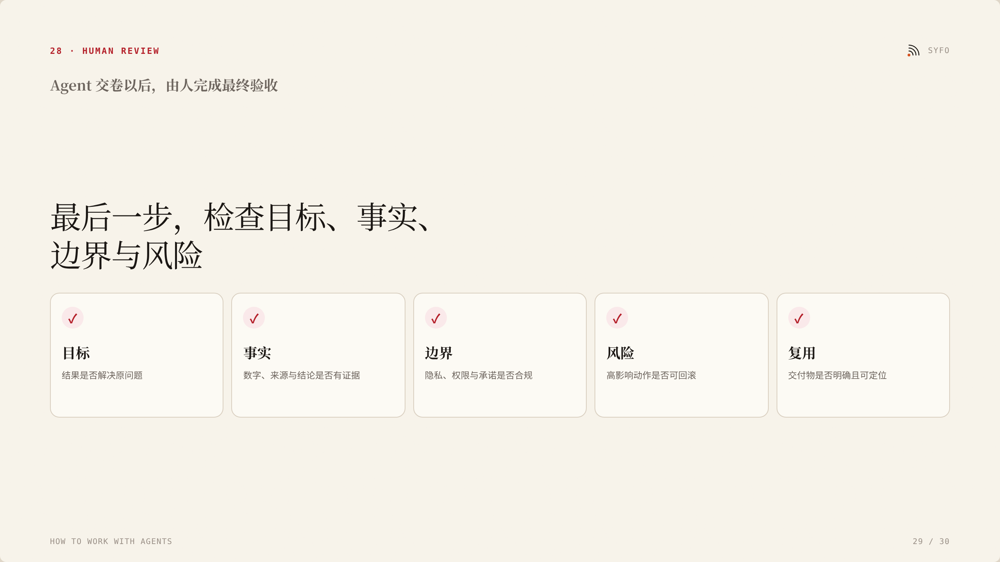 28 · HUMAN REVIEW
SYFO
Agent 交卷以后，由人完成最终验收
最后一步，检查目标、事实、
边界与风险
✓
目标
结果是否解决原问题
✓
事实
数字、来源与结论是否有证据
✓
边界
隐私、权限与承诺是否合规
✓
风险
高影响动作是否可回滚
✓
复用
交付物是否明确且可定位
HOW TO WORK WITH AGENTS
29 / 30